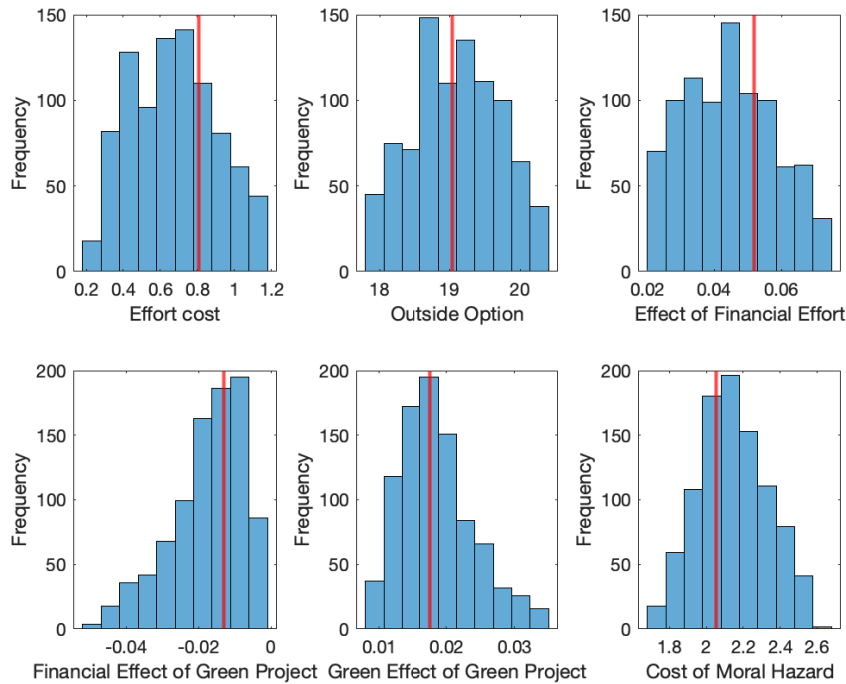 150
100
50
0
Frequency
0.2 0.4 0.6 0.8 1 1.2
Effort cost
150
100
50
0
Frequency
18 19 20
Outside Option
150
100
50
0
Frequency
0.02 0.04 0.06
Effect of Financial Effort
200
150
100
50
0
Frequency
-0.04 -0.02 0
Financial Effect of Green Project
200
150
100
50
0
Frequency
0.01 0.02 0.03
Green Effect of Green Project
200
150
100
50
0
Frequency
1.8 2 2.2 2.4 2.6
Cost of Moral Hazard